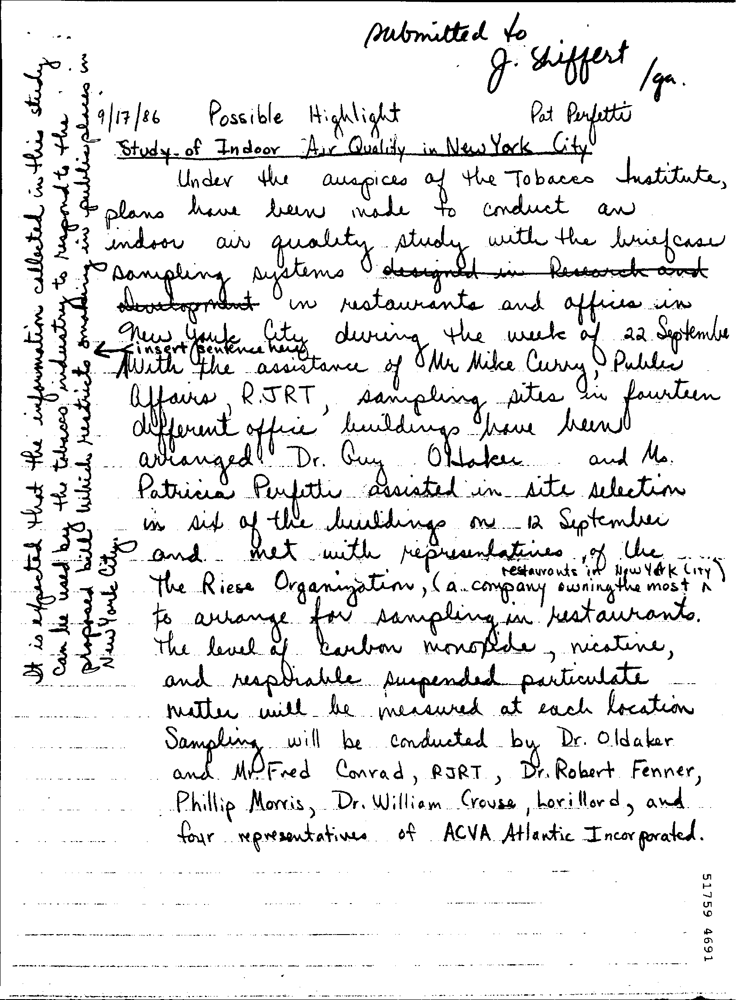 submitted to
J. Shiffert /ga.
9/17/86 Possible Highlight Pat Perfetti
Study of Indoor Air Quality in New York City
Under the auspices of the Tobacco Institute,
plans have been made to conduct an
indoor air quality study with the briefcase
sampling systems designed in Research and
development in restaurants and offices in
New York City during the week of 22 September
insert sentence here
With the assistance of Mr Mike Curry, Public
Affairs, RJRT, sampling sites in fourteen
different office buildings have been
arranged. Dr. Guy Oldaker and Ms.
Patricia Perfetti assisted in site selection
in six of the buildings on 12 September
and met with representatives of the
restaurants in New York City)
The Riese Organization, (a company owning the most
to arrange for sampling in restaurants.
The level of carbon monoxide, nicotine,
and respirable suspended particulate
matter will be measured at each location
Sampling will be conducted by Dr. Oldaker
and Mr Fred Conrad, RJRT, Dr. Robert Fenner,
Phillip Morris, Dr. William Crouse, Lorillard, and
four representatives of ACVA Atlantic Incorporated.
It is expected that the information collected in this study
can be used by the tobacco industry to respond to the
proposed bill which restricts smoking in public places in
New York City.
51759 4691